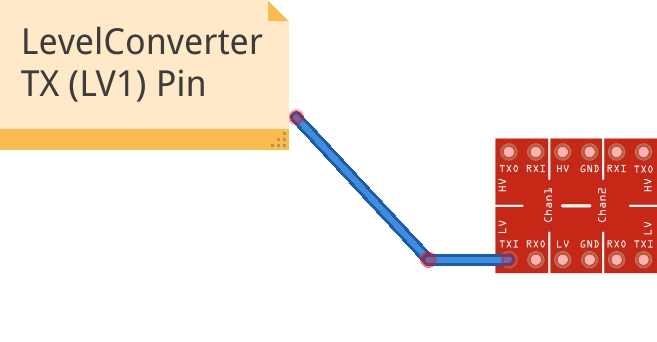 LevelConverter
TX (LV1) Pin
TXO RXI HV GND RXI TXO
HV HV
Chan1 Chan2
LV LV
TXI RXO LV GND RXO TXI